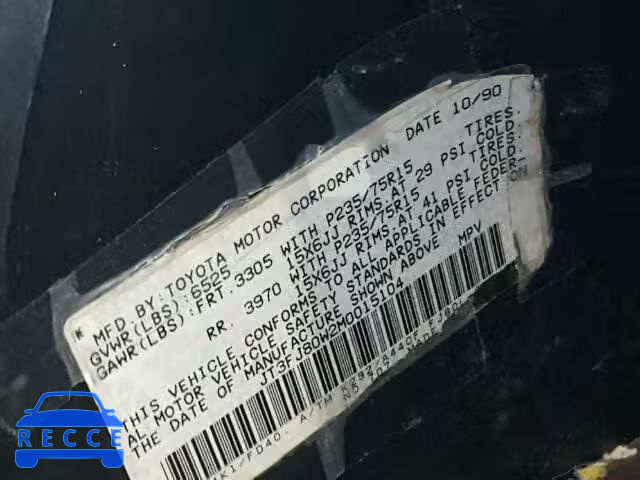 MFD.BY:TOYOTA MOTOR CORPORATION DATE 10/90
GVWR(LBS):6525
GAWR(LBS):FRT.3305 WITH P235/75R15 TIRES.
15X6JJ RIMS.AT 29 PSI COLD.
RR. 3970 WITH P235/75R15 TIRES.
15X6JJ RIMS.AT 41 PSI COLD.
THIS VEHICLE CONFORMS TO ALL APPLICABLE FEDER-
AL MOTOR VEHICLE SAFETY STANDARDS IN EFFECT ON
THE DATE OF MANUFACTURE SHOWN ABOVE.
JT3FJ80W2M0015104 MPV
RECCE